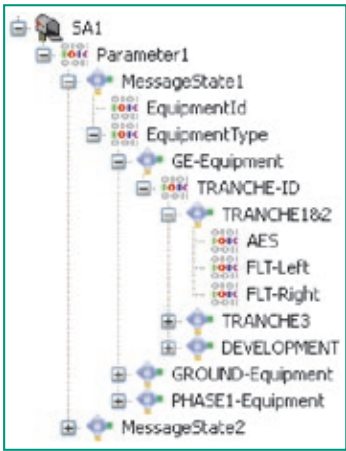 SA1
Parameter1
MessageState1
EquipmentId
EquipmentType
GE-Equipment
TRANCHE-ID
TRANCHE1&2
AES
FLT-Left
FLT-Right
TRANCHE3
DEVELOPMENT
GROUND-Equipment
PHASE1-Equipment
MessageState2